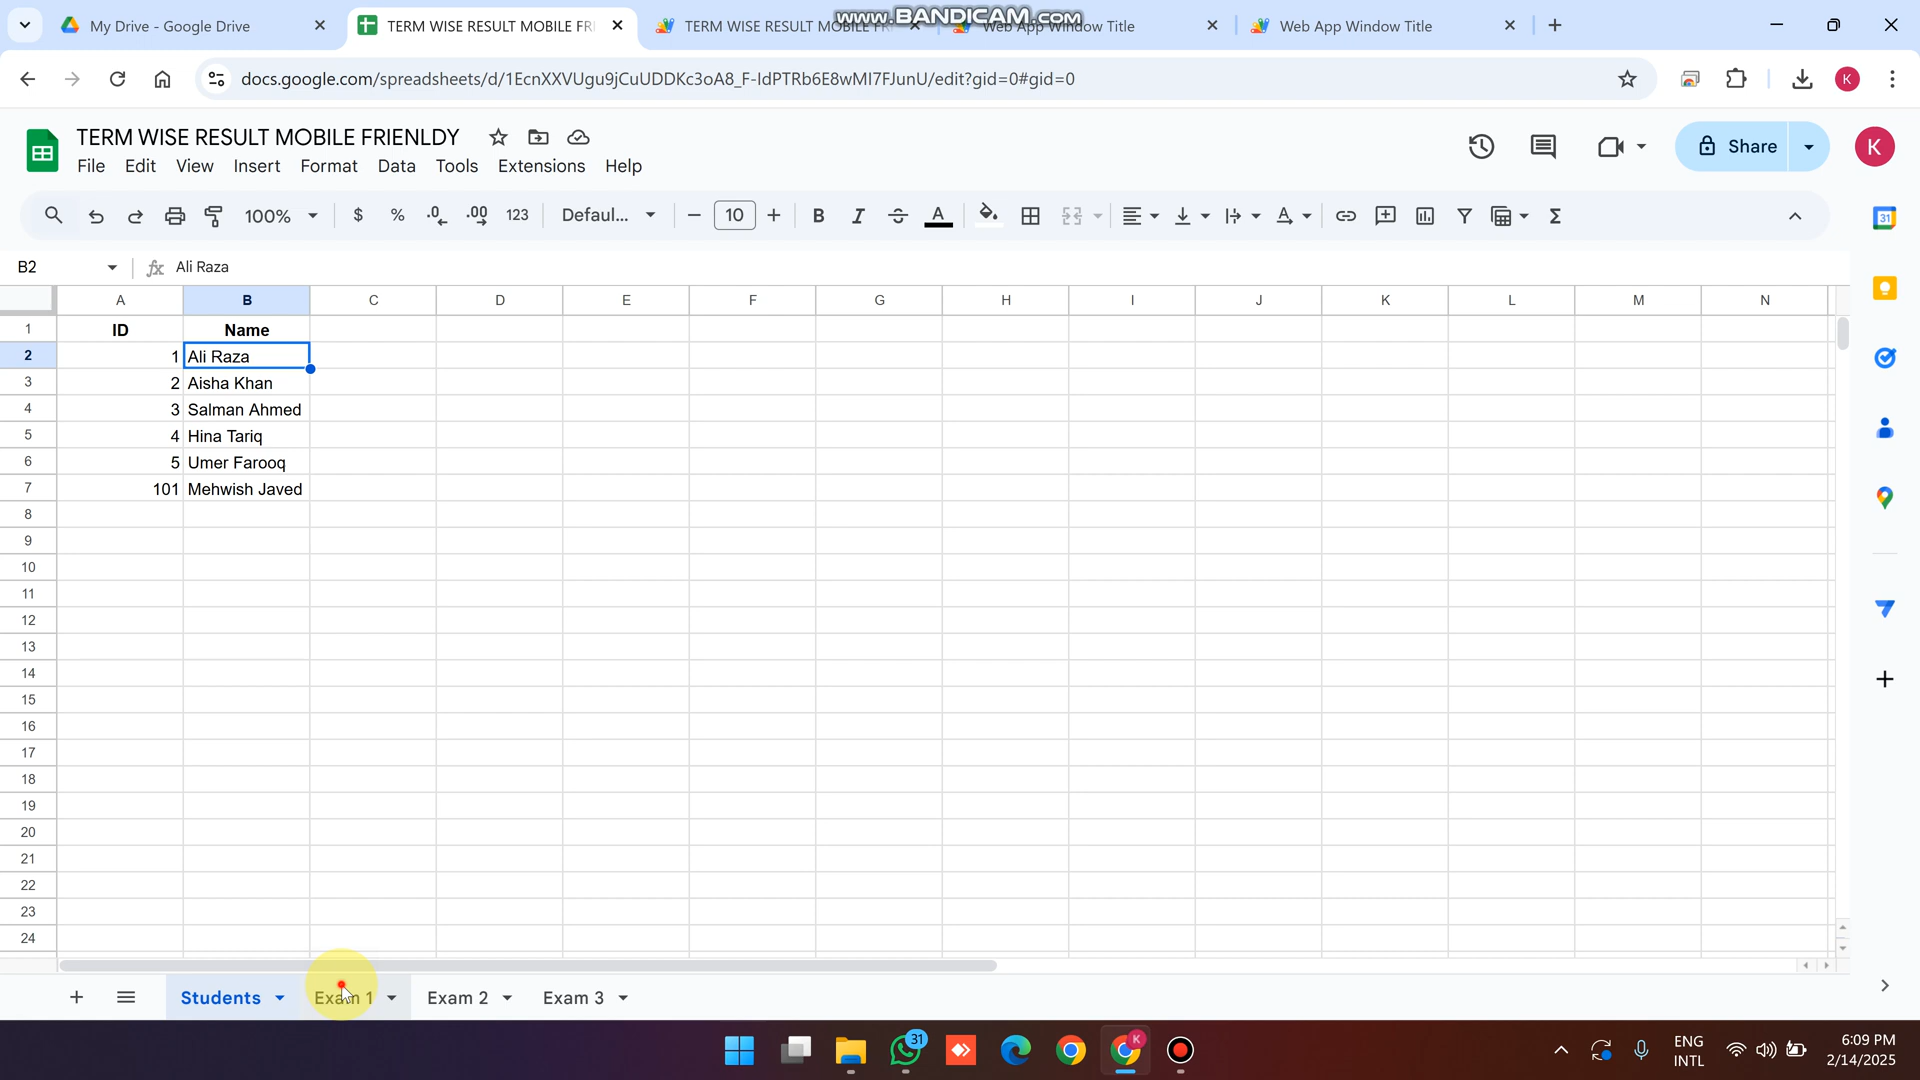 My Drive - Google Drive
TERM WISE RESULT MOBILE FRI
TERM WISE RESULT MOBILE FR
Web App Window Title
Web App Window Title
www.BANDICAM.com
docs.google.com/spreadsheets/d/1EcnXXVUgu9jCuUDDKc3oA8_F-IdPTRb6E8wMI7FJunU/edit?gid=0#gid=0
K
TERM WISE RESULT MOBILE FRIENLDY
File Edit View Insert Format Data Tools Extensions Help
Share
K
100% $ % .0 .00 123 Defaul... 10 B I A
31
B2 fx Ali Raza
A B C D E F G H I J K L M N
1 ID Name
2 1 Ali Raza
3 2 Aisha Khan
4 3 Salman Ahmed
5 4 Hina Tariq
6 5 Umer Farooq
7 101 Mehwish Javed
8
9
10
11
12
13
14
15
16
17
18
19
20
21
22
23
24
Students Exam 1 Exam 2 Exam 3
31
K
ENG
INTL
6:09 PM
2/14/2025